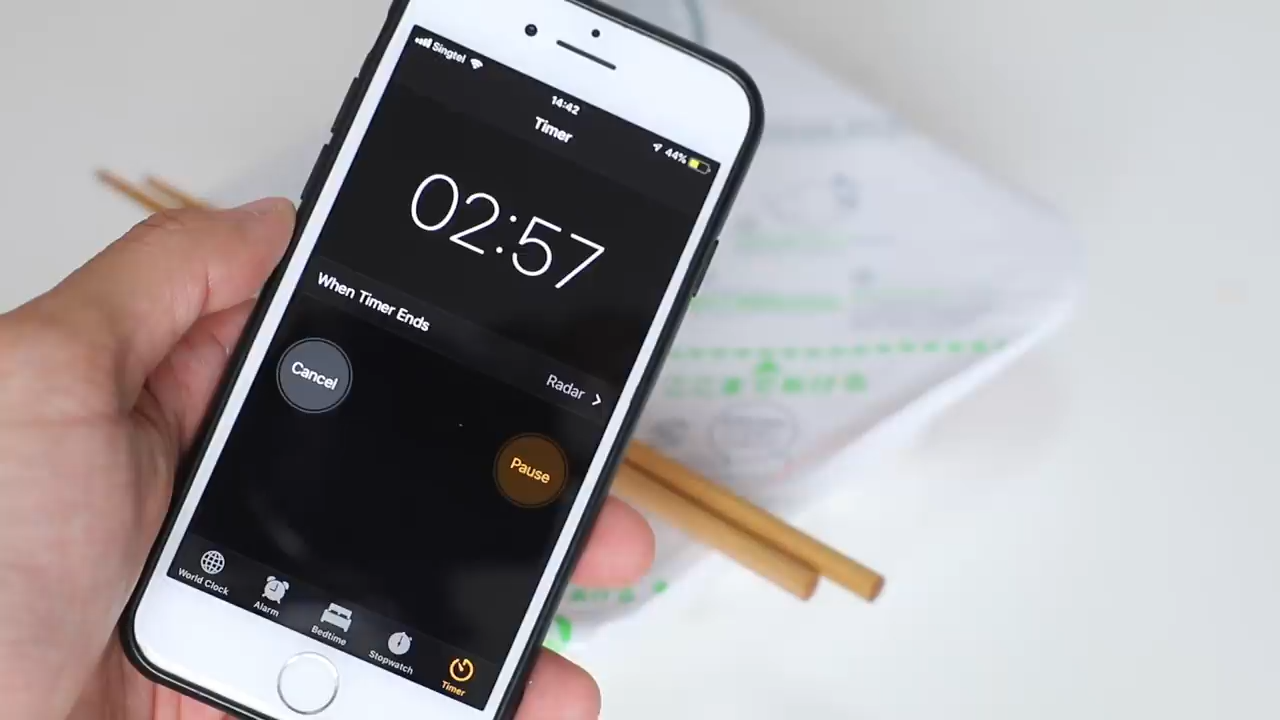 Singtel
14:42
44%
Timer
02:57
When Timer Ends
Radar
Cancel
Pause
World Clock
Alarm
Bedtime
Stopwatch
Timer